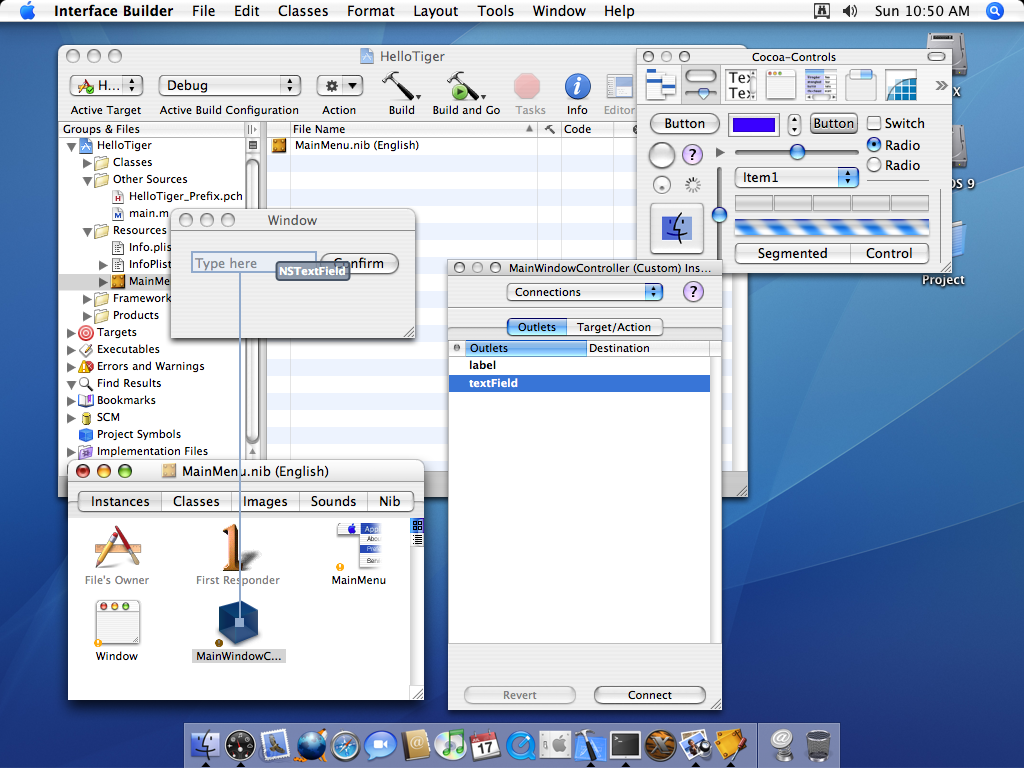 Interface Builder File Edit Classes Format Layout Tools Window Help Sun 10:50 AM
HelloTiger
H... Debug
Active Target Active Build Configuration Action Build Build and Go Tasks Info Editor
Groups & Files File Name Code
HelloTiger
MainMenu.nib (English)
Classes
Other Sources
HelloTiger_Prefix.pch
main.m
Resources
Info.plis
InfoPlist
MainMe
Framework
Products
Targets
Executables
Errors and Warnings
Find Results
Bookmarks
SCM
Project Symbols
Implementation Files
Cocoa-Controls
Button Button Switch
Radio
Radio
Item1
Segmented Control
X
OS 9
Project
Window
Type here Confirm
NSTextField
MainWindowController (Custom) Ins...
Connections
Outlets Target/Action
Outlets Destination
label
textField
Revert Connect
MainMenu.nib (English)
Instances Classes Images Sounds Nib
File's Owner First Responder MainMenu
Window MainWindowC...
17